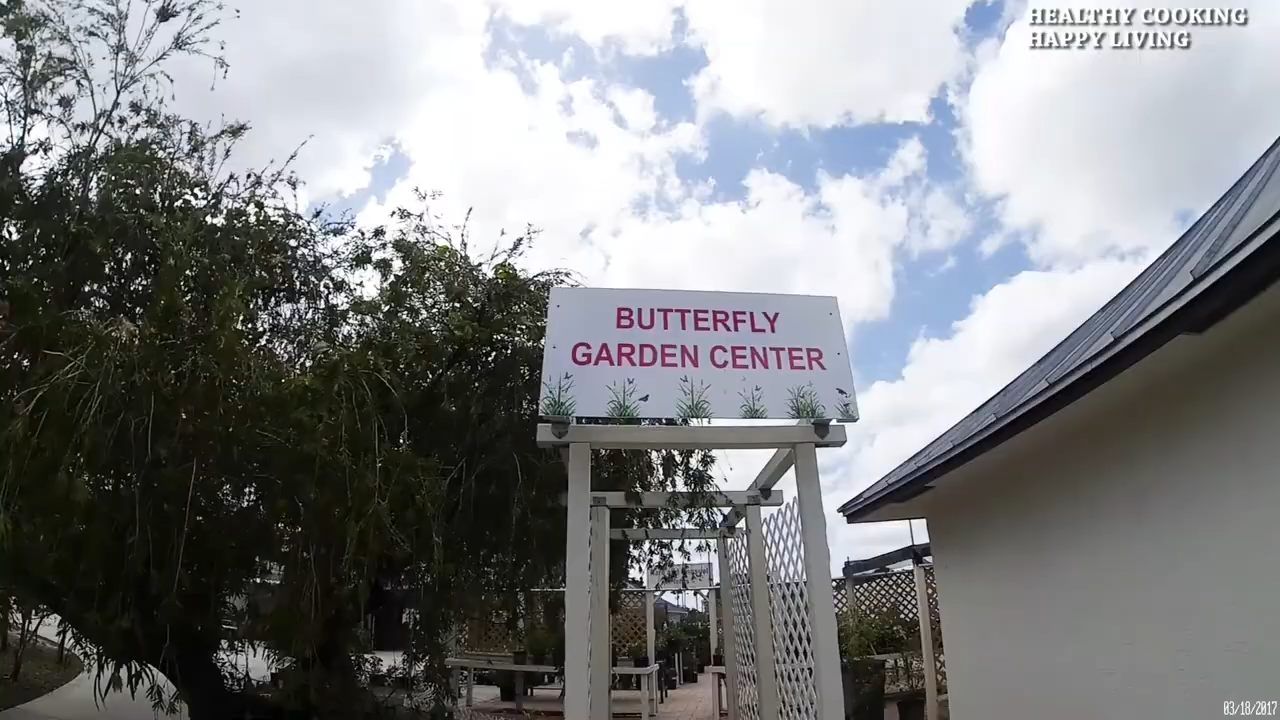 HEALTHY COOKING
HAPPY LIVING
BUTTERFLY
GARDEN CENTER
03/18/2017